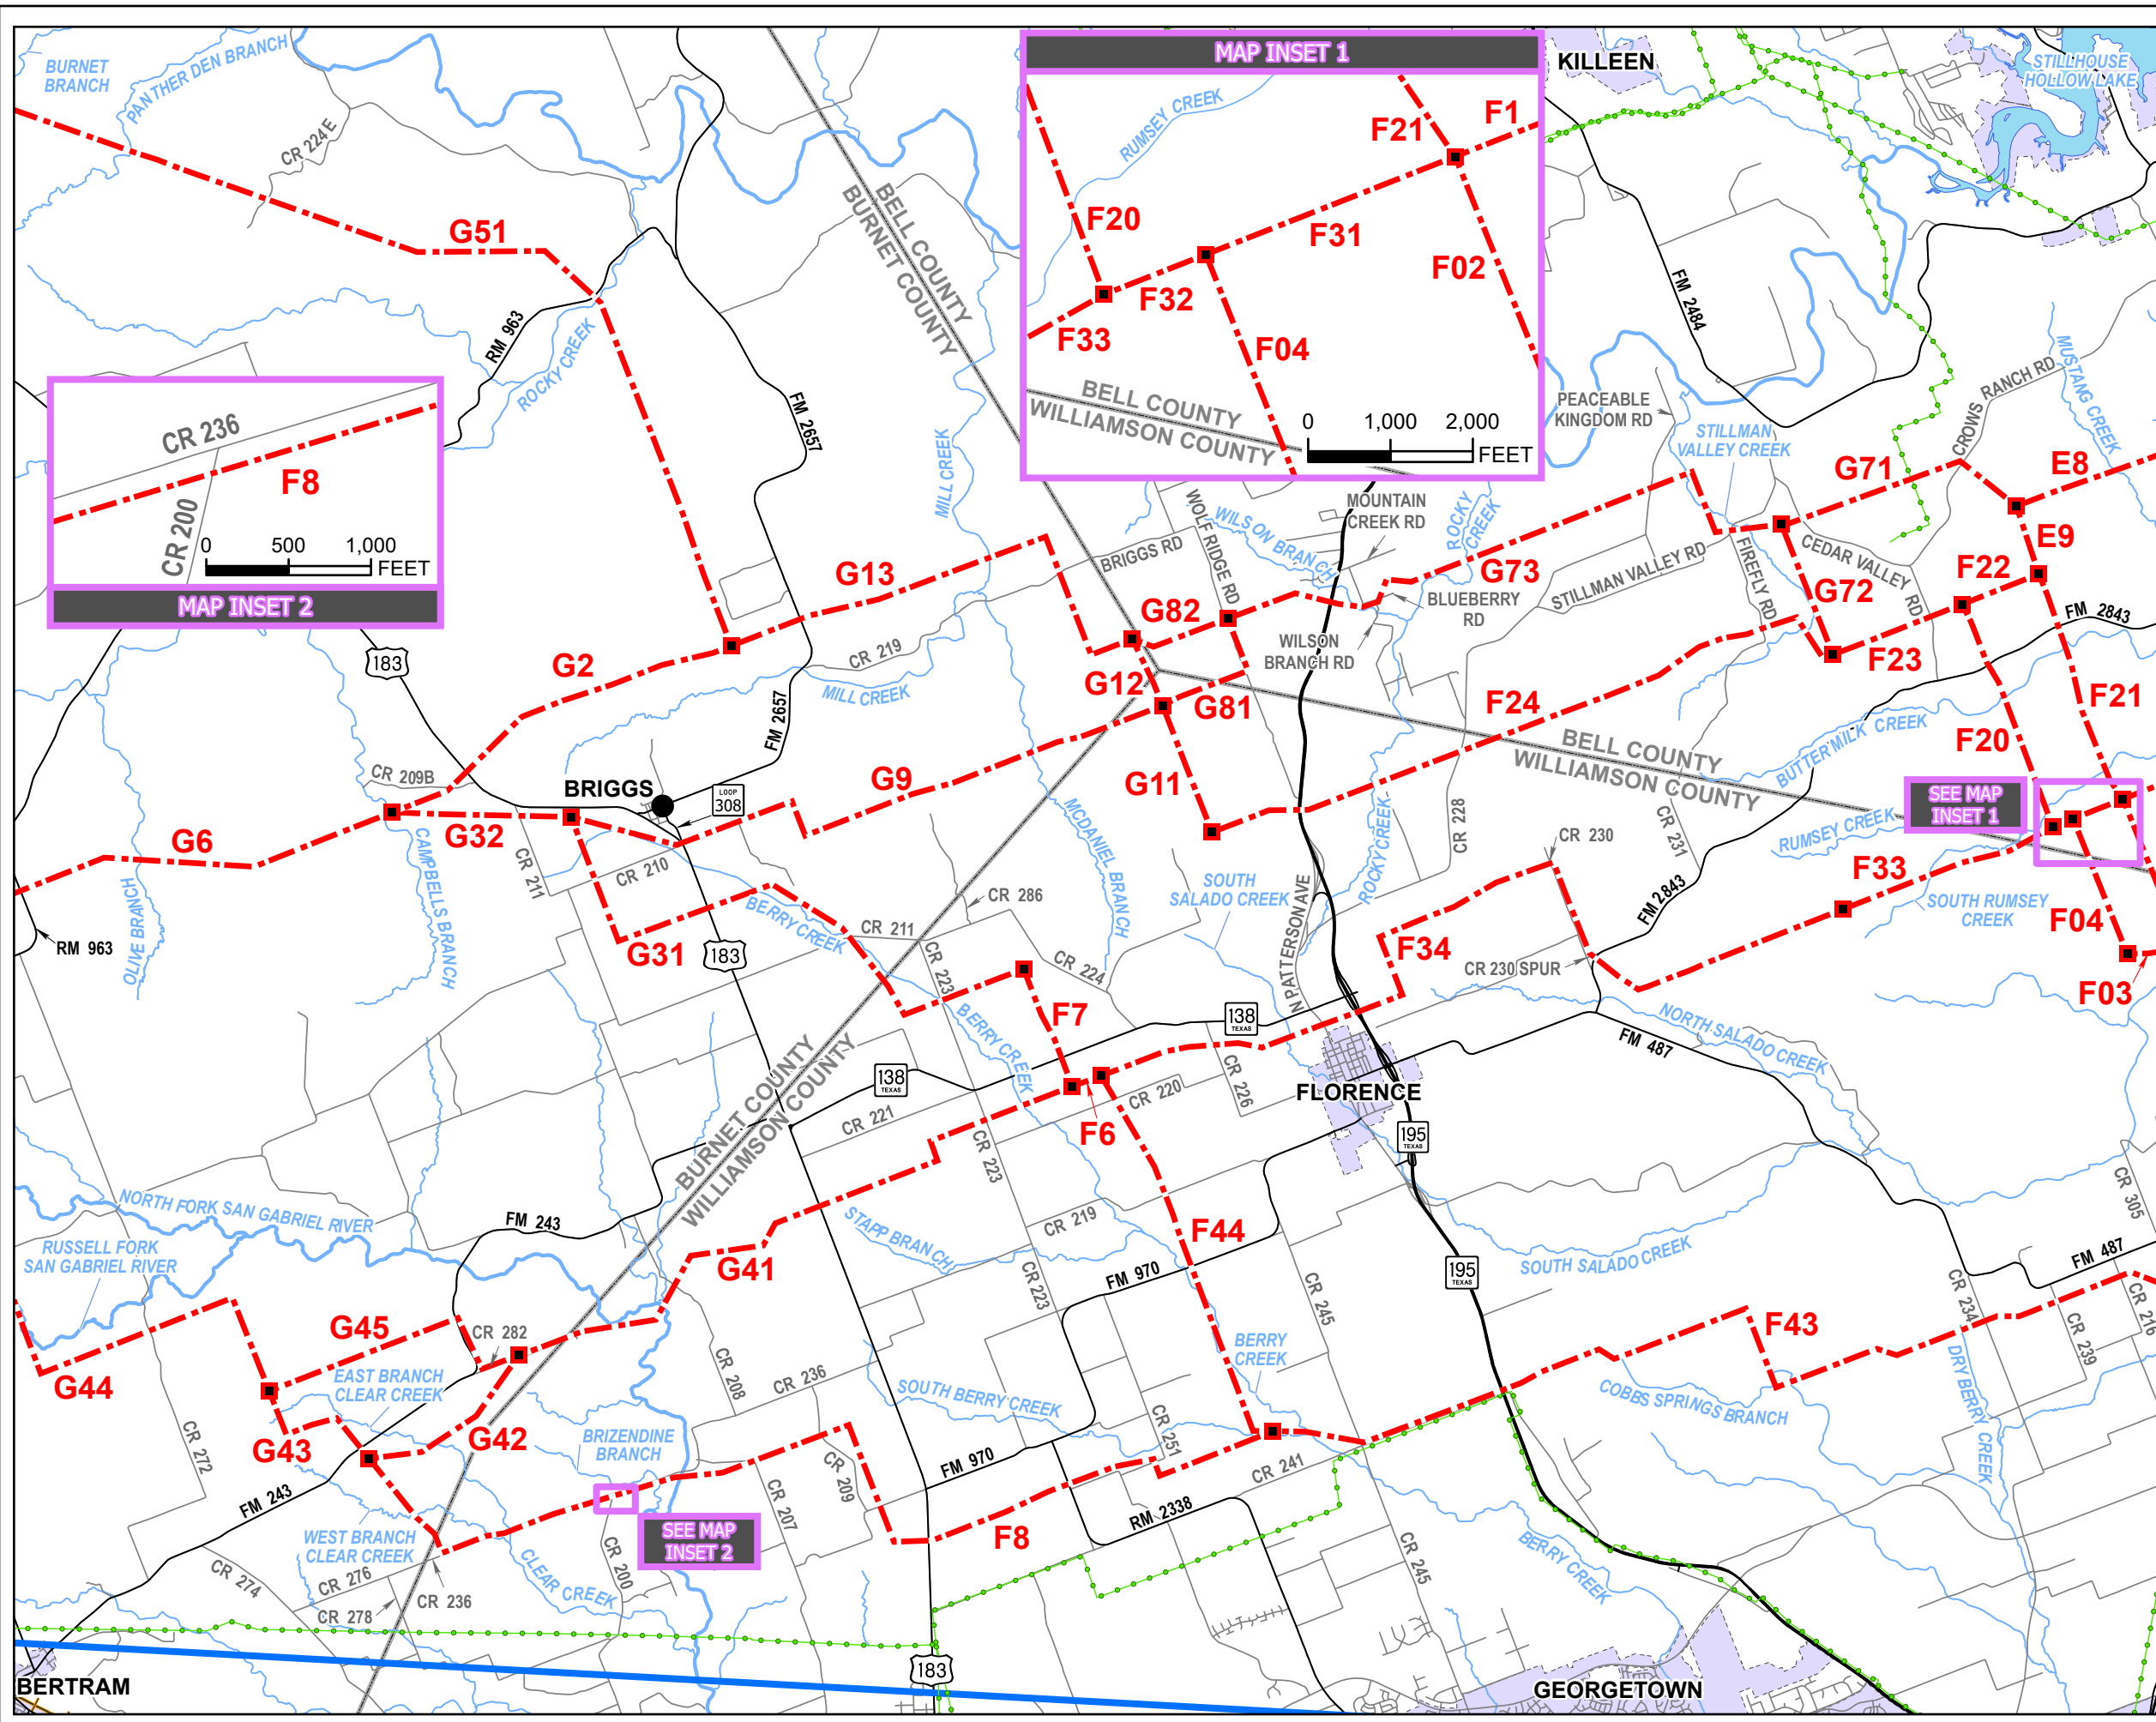 BURNET
BRANCH
PANTHER DEN BRANCH
CR 224E
G51
RM 963
ROCKY CREEK
FM 2657
BELL COUNTY
BURNET COUNTY
MILL CREEK
MAP INSET 1
RUMSEY CREEK
F21
F1
F20
F31
F02
F32
F33
F04
BELL COUNTY
WILLIAMSON COUNTY
0
1,000
2,000
FEET
KILLEEN
STILLHOUSE
HOLLOW LAKE
FM 2484
MUSTANG CREEK
CROWS RANCH RD
PEACEABLE
KINGDOM RD
STILLMAN
VALLEY CREEK
G71
E8
CR 236
F8
CR 200
0
500
1,000
FEET
MAP INSET 2
183
G2
G13
CR 219
MILL CREEK
FM 2657
BRIGGS RD
WOLF RIDGE RD
WILSON BRANCH
MOUNTAIN
CREEK RD
ROCKY
CREEK
G73
BLUEBERRY
RD
WILSON
BRANCH RD
STILLMAN VALLEY RD
FIREFLY RD
CEDAR VALLEY RD
G72
F22
E9
FM 2843
F23
F21
G82
G12
G81
F24
G11
BELL COUNTY
WILLIAMSON COUNTY
BUTTERMILK CREEK
F20
SEE MAP
INSET 1
RUMSEY CREEK
CR 209B
BRIGGS
LOOP
308
G9
G6
G32
CAMPBELLS BRANCH
OLIVE BRANCH
CR 211
CR 210
G31
183
BERRY CREEK
MCDANIEL BRANCH
CR 286
CR 211
CR 223
CR 224
SOUTH
SALADO CREEK
N PATTERSON AVE
ROCKY CREEK
CR 228
CR 230
CR 231
FM 2843
F33
SOUTH RUMSEY
CREEK
F04
F03
RM 963
F34
CR 230 SPUR
NORTH SALADO CREEK
F7
BERRY CREEK
138
TEXAS
138
TEXAS
FM 487
BURNET COUNTY
WILLIAMSON COUNTY
CR 221
F6
CR 220
CR 226
FLORENCE
195
TEXAS
CR 223
CR 219
STAPP BRANCH
F44
FM 970
CR 223
CR 245
195
TEXAS
SOUTH SALADO CREEK
CR 305
FM 487
CR 234
CR 239
CR 216
NORTH FORK SAN GABRIEL RIVER
RUSSELL FORK
SAN GABRIEL RIVER
FM 243
G41
G45
CR 282
G44
EAST BRANCH
CLEAR CREEK
CR 208
CR 236
BERRY
CREEK
F43
DRY BERRY CREEK
COBBS SPRINGS BRANCH
SOUTH BERRY CREEK
CR 272
G43
G42
BRIZENDINE
BRANCH
CR 209
CR 207
CR 251
CR 241
FM 970
FM 243
F8
RM 2338
SEE MAP
INSET 2
WEST BRANCH
CLEAR CREEK
CLEAR CREEK
CR 200
CR 274
CR 276
CR 278
CR 236
CR 245
BERRY CREEK
183
BERTRAM
GEORGETOWN